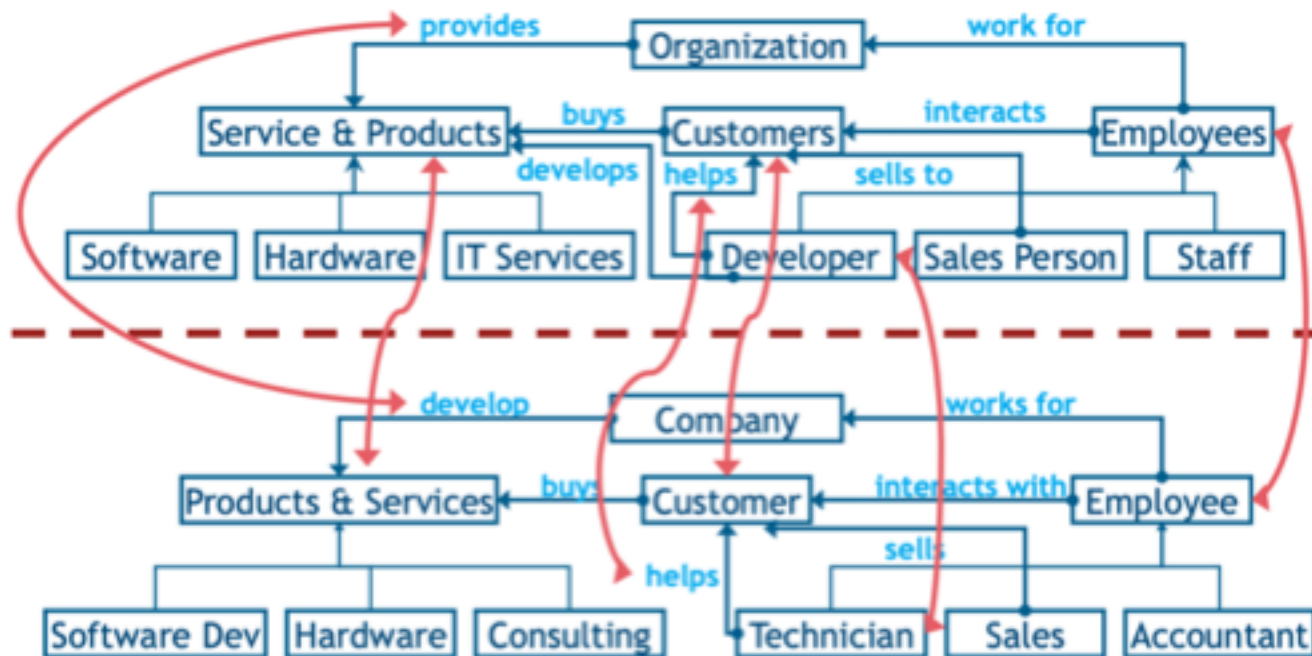 provides
Organization
work for
Service & Products
buys
Customers
interacts
Employees
develops
helps
sells to
Software
Hardware
IT Services
Developer
Sales Person
Staff
develop
Company
works for
Products & Services
buys
Customer
interacts with
Employee
helps
sells
Software Dev
Hardware
Consulting
Technician
Sales
Accountant